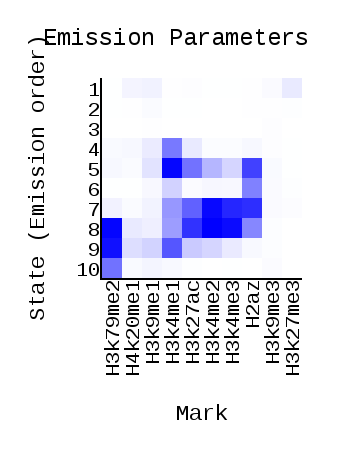 Emission Parameters
State (Emission order)
1
2
3
4
5
6
7
8
9
10
H3k79me2
H4k20me1
H3k9me1
H3k4me1
H3k27ac
H3k4me2
H3k4me3
H2az
H3k9me3
H3k27me3
Mark